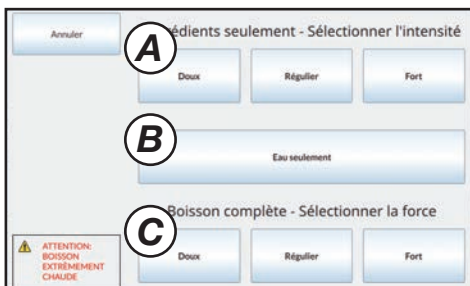 Annuler
A
édients seulement - Sélectionner l'intensité
Doux Régulier Fort
B
Eau seulement
Boisson complète - Sélectionner la force
C
Doux Régulier Fort
ATTENTION:
BOISSON
EXTRÊMEMENT
CHAUDE